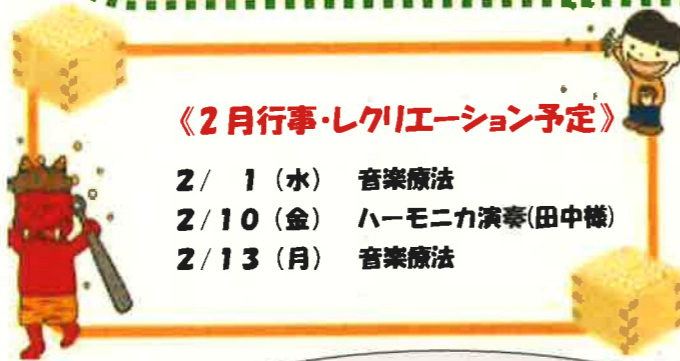 《2月行事・レクリエーション予定》
2/ 1(水) 音楽療法
2/10(金) ハーモニカ演奏(田中様)
2/13(月) 音楽療法